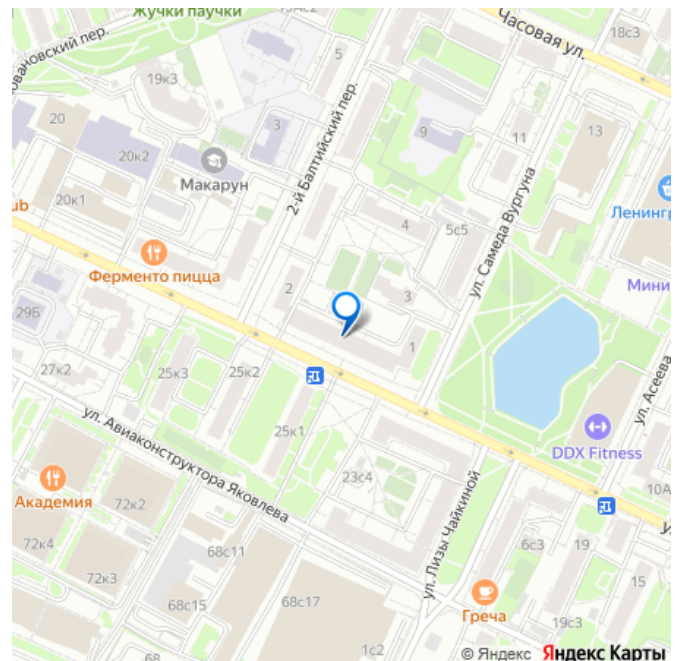 Жучки паучки
15Ас2
Часовая ул.
18с3
овановский пер.
5
19к3
20
3
9
11
13
20к2
Макарун
2-й Балтийский пер.
20к1
ub
4
5с5
ул. Самеда Вургуна
Ленингр
Ферменто пицца
Мини
2
3
29Б
1
27к2
25к3
25к2
ул. Асеева
ул. Авиаконструктора Яковлева
25к1
DDX Fitness
Академия
72к2
23с4
10А
72к4
68с11
ул. Лизы Чайкиной
6с3
19
72к3
15
68с15
68с17
Греча
19с3
68
1с2
© Яндекс Яндекс Карты